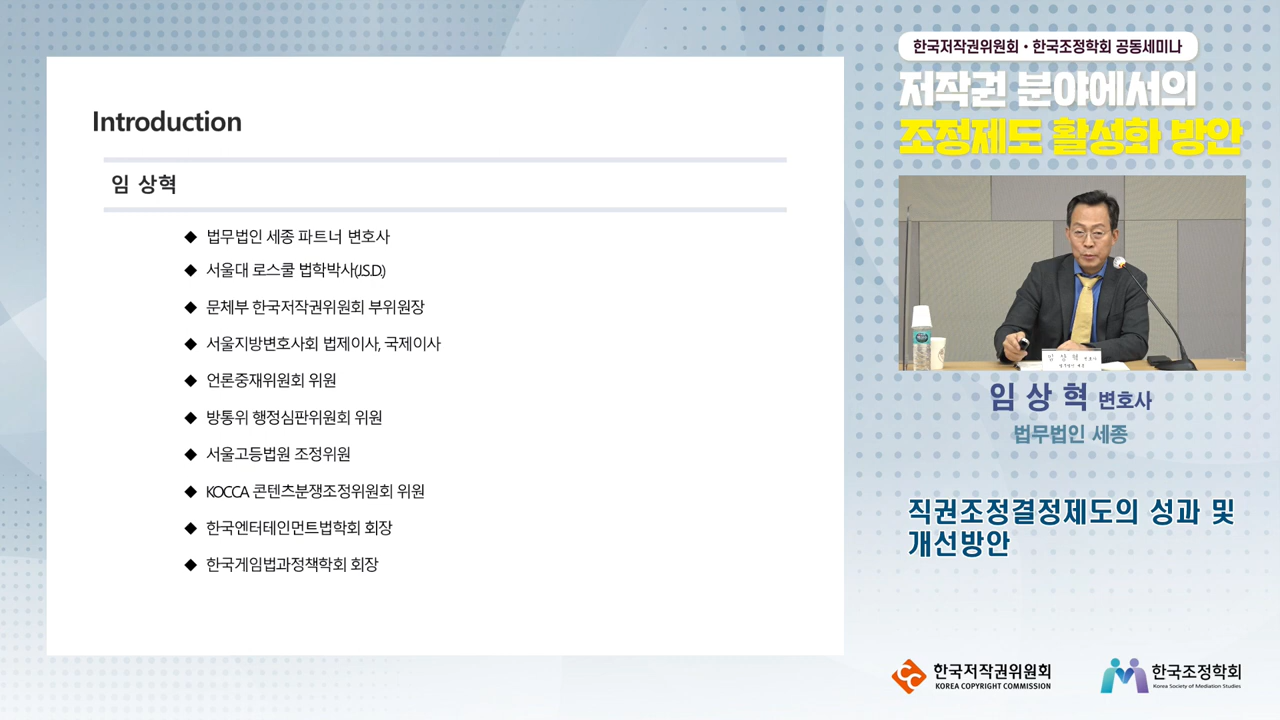 Introduction
임 상혁
◆ 법무법인 세종 파트너 변호사
◆ 서울대 로스쿨 법학박사(J.S.D.)
◆ 문체부 한국저작권위원회 부위원장
◆ 서울지방변호사회 법제이사, 국제이사
◆ 언론중재위원회 위원
◆ 방통위 행정심판위원회 위원
◆ 서울고등법원 조정위원
◆ KOCCA 콘텐츠분쟁조정위원회 위원
◆ 한국엔터테인먼트법학회 회장
◆ 한국게임법과정책학회 회장
한국저작권위원회 • 한국조정학회 공동세미나
저작권 분야에서의
조정제도 활성화 방안
임 상 혁 변호사
임 상 혁 변호사
법무법인 세종
직권조정결정제도의 성과 및
개선방안
한국저작권위원회
KOREA COPYRIGHT COMMISSION
한국조정학회
Korea Society of Mediation Studies